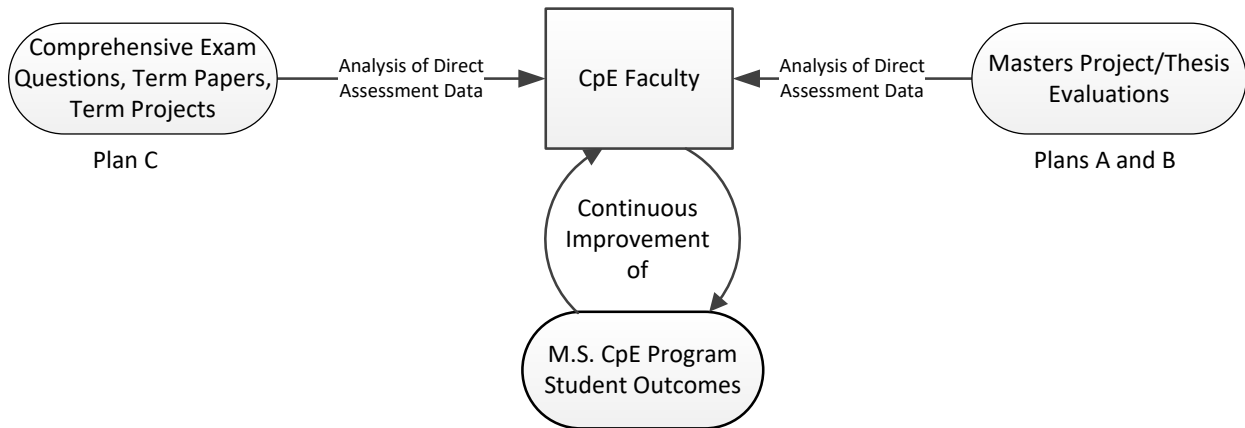 Comprehensive Exam
Questions, Term Papers,
Term Projects
Plan C
Analysis of Direct
Assessment Data
CpE Faculty
Analysis of Direct
Assessment Data
Masters Project/Thesis
Evaluations
Plans A and B
Continuous
Improvement
of
M.S. CpE Program
Student Outcomes